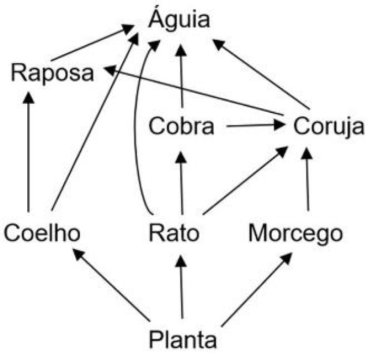 Águia
Raposa
Cobra
Coruja
Coelho
Rato
Morcego
Planta